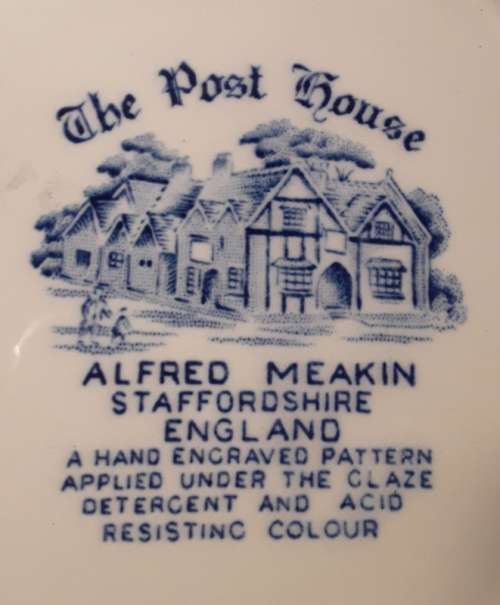 The Post House
ALFRED MEAKIN
STAFFORDSHIRE
ENGLAND
A HAND ENGRAVED PATTERN
APPLIED UNDER THE GLAZE
DETERGENT AND ACID
RESISTING COLOUR